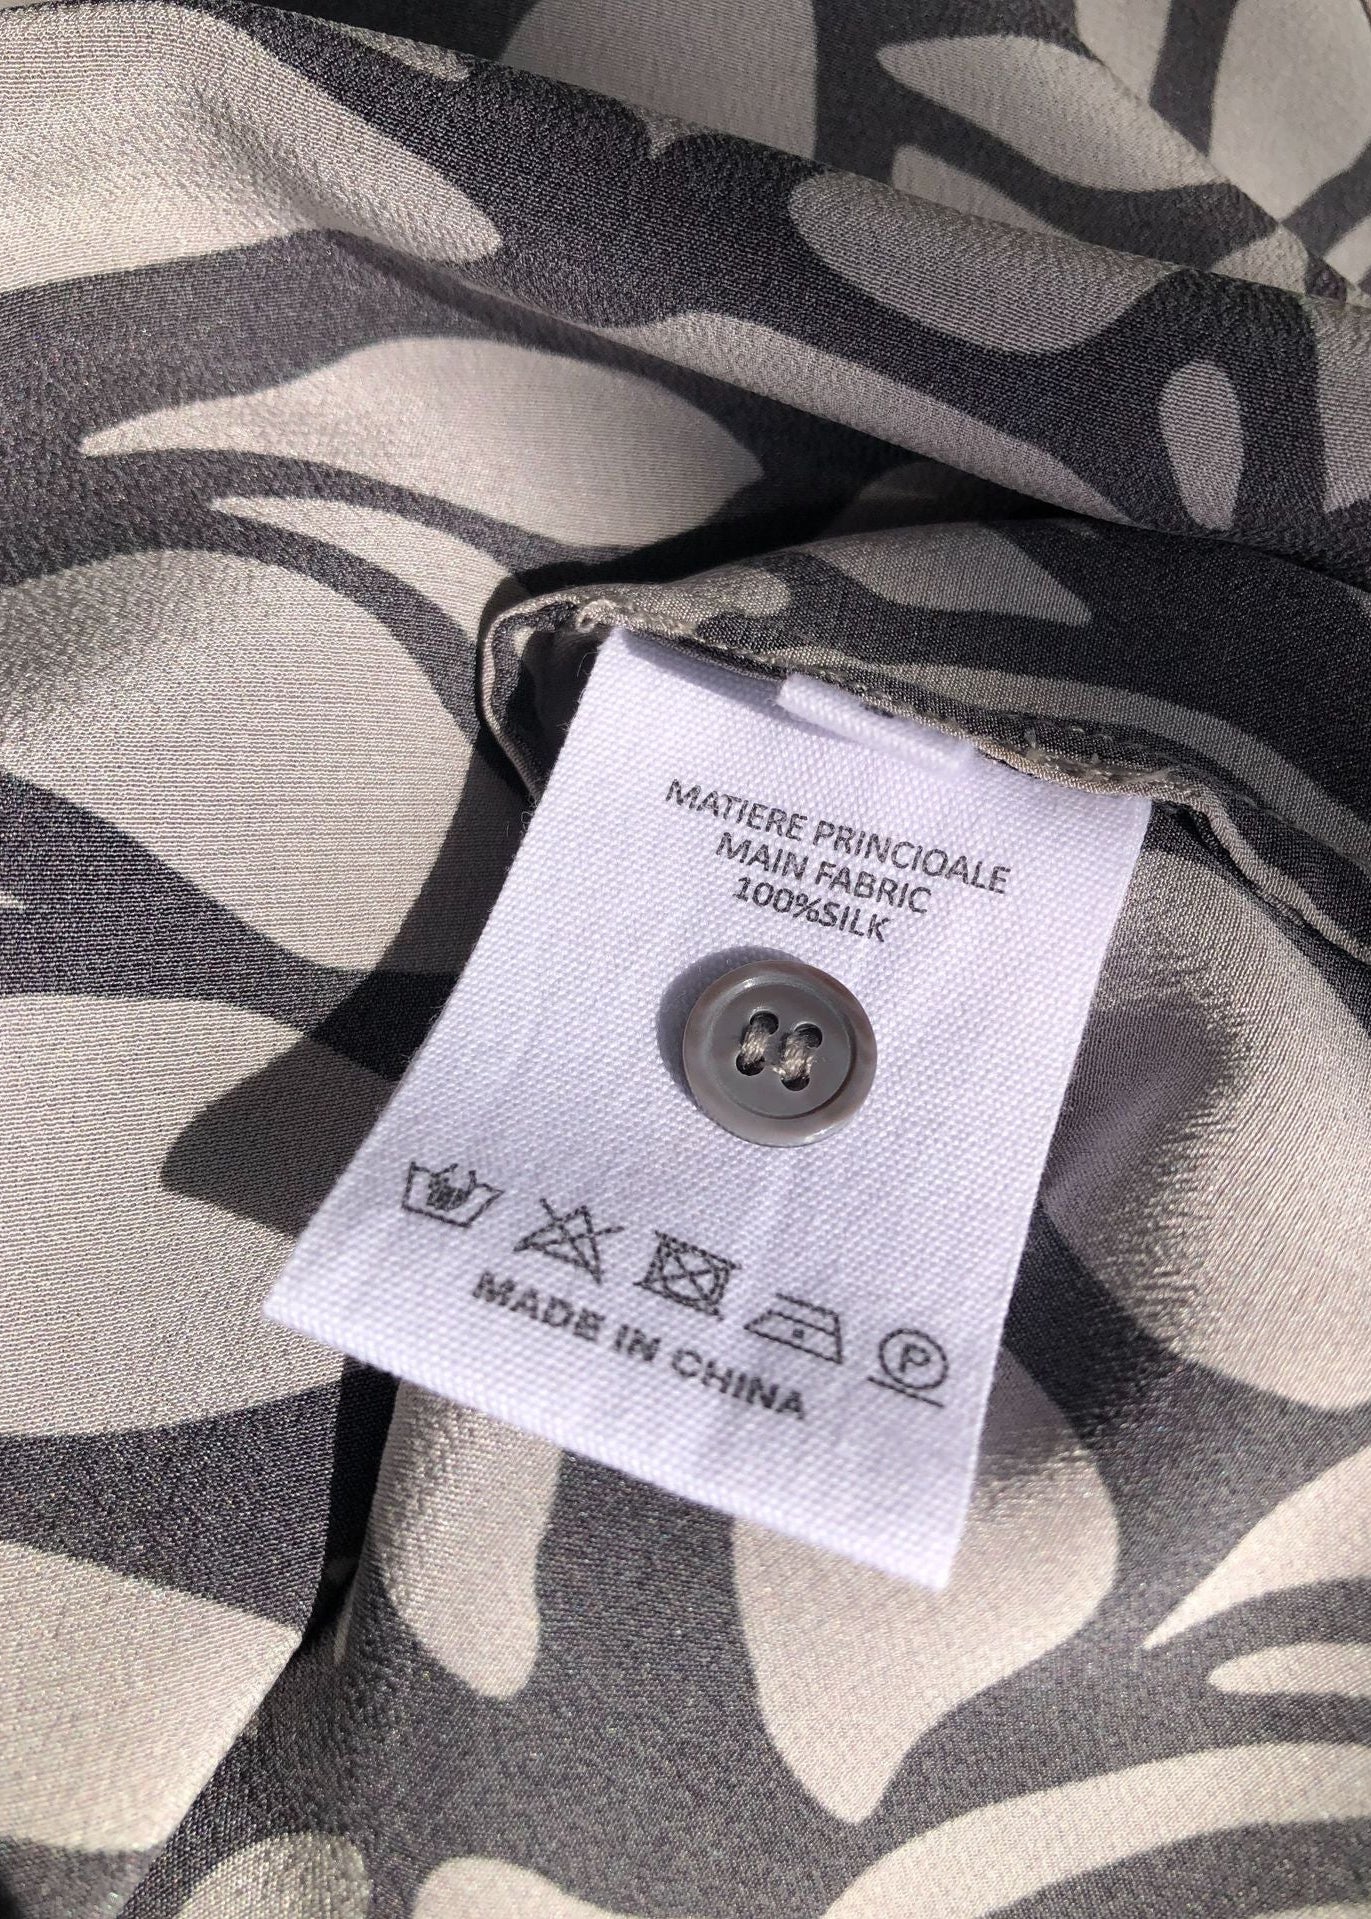 MATIERE PRINCIOALE
MAIN FABRIC
100%SILK
P
MADE IN CHINA